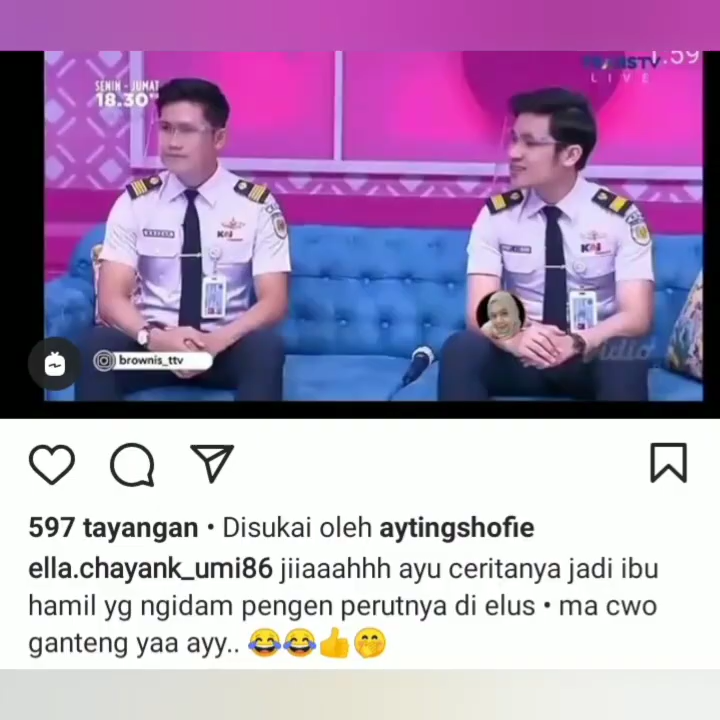 SENIN - JUMAT
18.30
TRANSTV
LIVE
KAI
KAI
brownis_ttv
Vidio
597 tayangan • Disukai oleh aytingshofie
ella.chayank_umi86 jiiaaahhh ayu ceritanya jadi ibu
hamil yg ngidam pengen perutnya di elus • ma cwo
ganteng yaa ayy.. 😂😂👍🤭